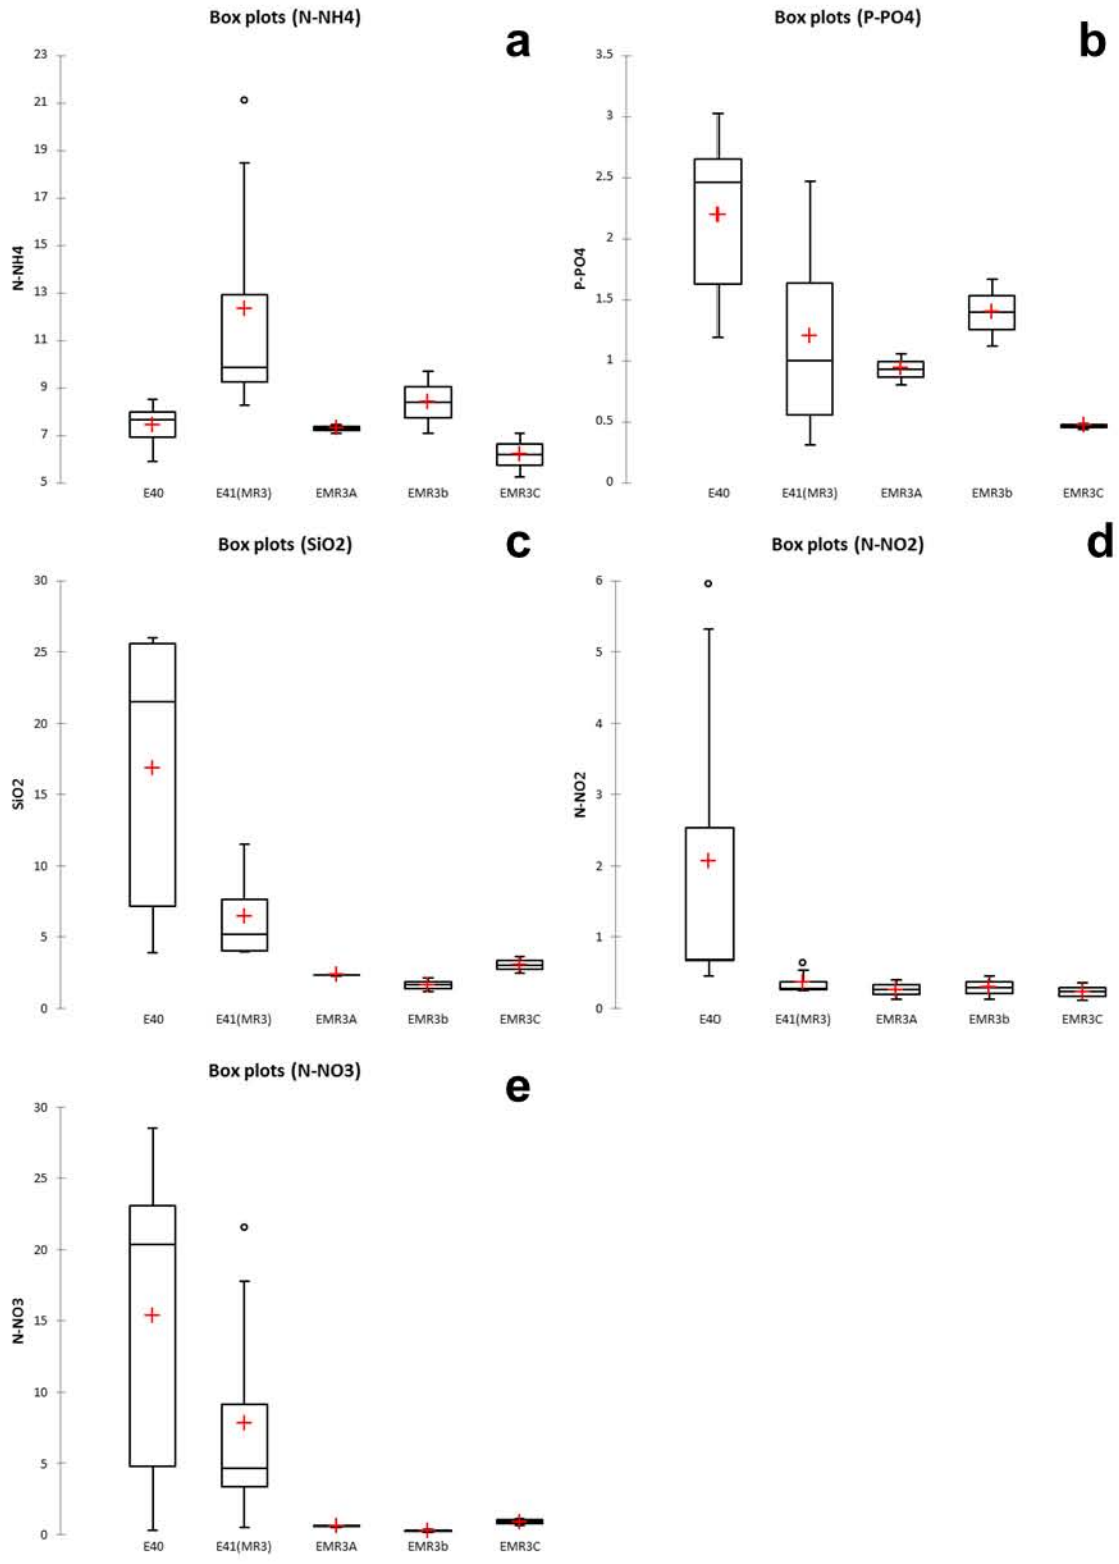 Box plots (N-NH4)
a
23
21
19
17
15
13
11
9
7
5
N-NH4
E40
E41(MR3)
EMR3A
EMR3b
EMR3C
Box plots (P-PO4)
b
3.5
3
2.5
2
1.5
1
0.5
0
P-PO4
E40
E41(MR3)
EMR3A
EMR3b
EMR3C
Box plots (SiO2)
c
30
25
20
15
10
5
0
SiO2
E40
E41(MR3)
EMR3A
EMR3b
EMR3C
Box plots (N-NO2)
d
6
5
4
3
2
1
0
N-NO2
E40
E41(MR3)
EMR3A
EMR3b
EMR3C
Box plots (N-NO3)
e
30
25
20
15
10
5
0
N-NO3
E40
E41(MR3)
EMR3A
EMR3b
EMR3C